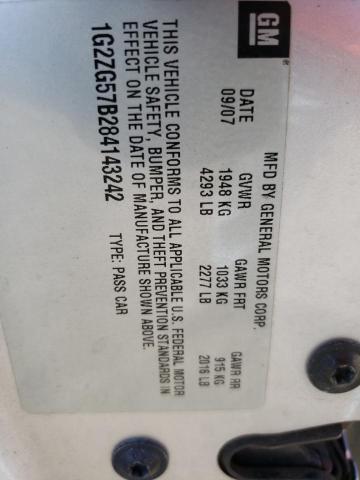 GM
MFD BY GENERAL MOTORS CORP.
DATE GVWR GAWR FRT GAWR RR
09/07 1948 KG 1033 KG 915 KG
4293 LB 2277 LB 2016 LB
THIS VEHICLE CONFORMS TO ALL APPLICABLE U.S. FEDERAL MOTOR
VEHICLE SAFETY, BUMPER, AND THEFT PREVENTION STANDARDS IN
EFFECT ON THE DATE OF MANUFACTURE SHOWN ABOVE.
1G2ZG57B284143242 TYPE: PASS CAR